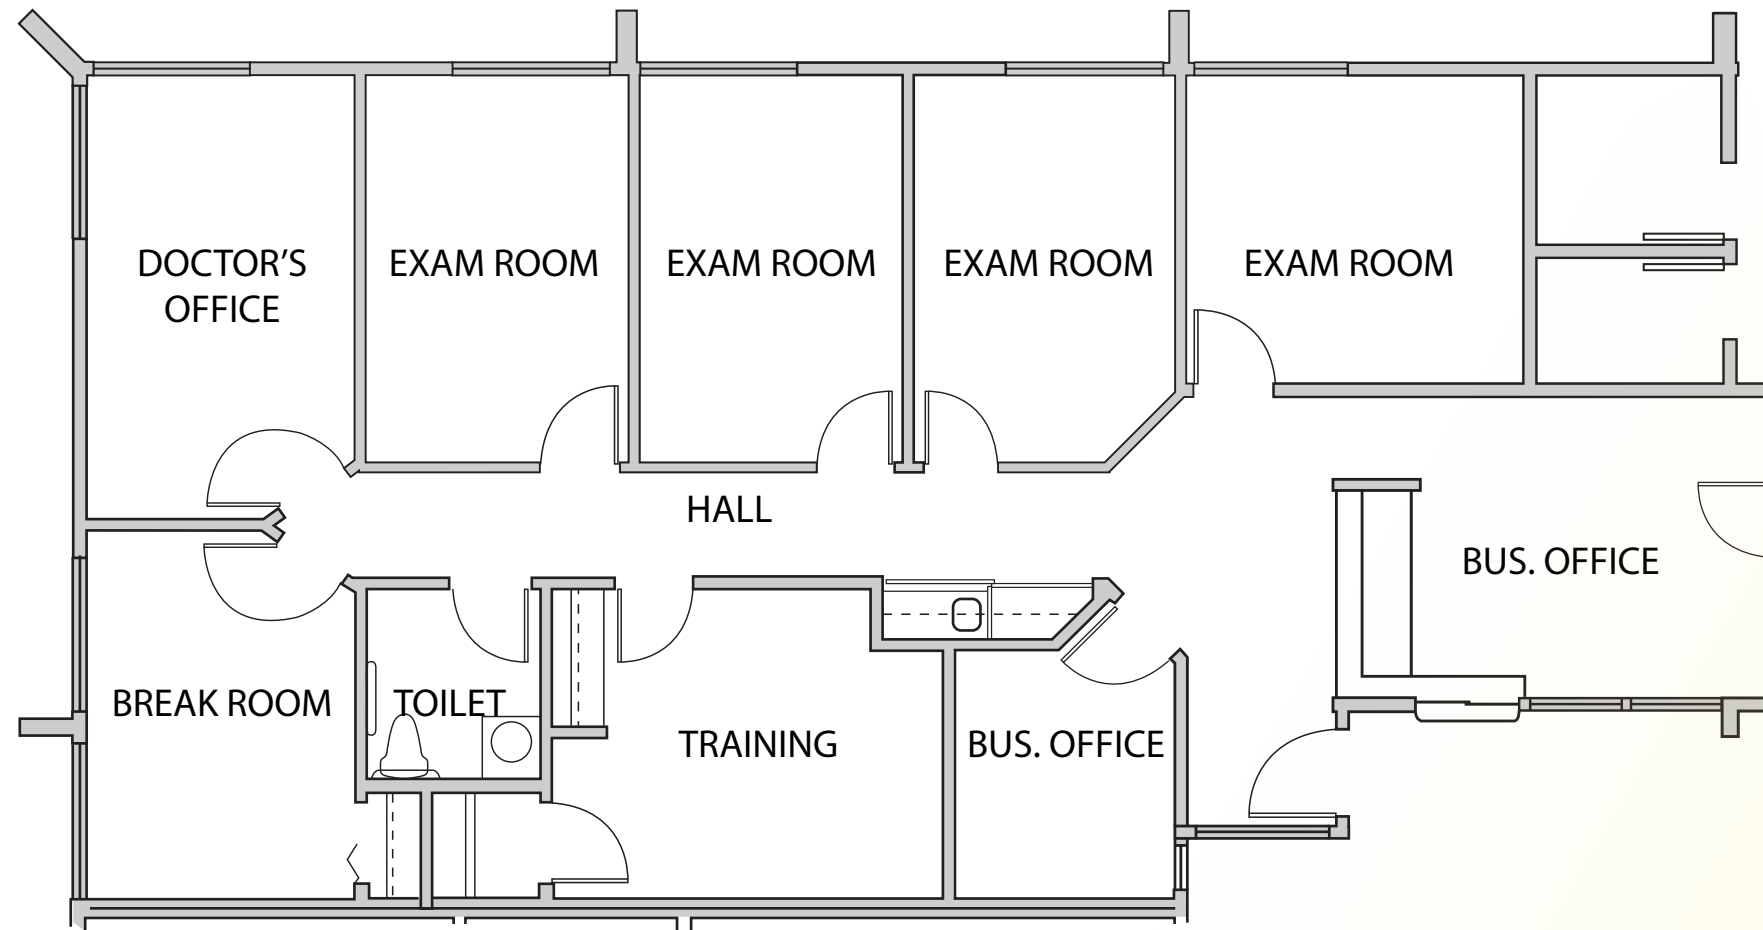 DOCTOR'S
OFFICE
EXAM ROOM
EXAM ROOM
EXAM ROOM
EXAM ROOM
HALL
BUS. OFFICE
BREAK ROOM
TOILET
TRAINING
BUS. OFFICE